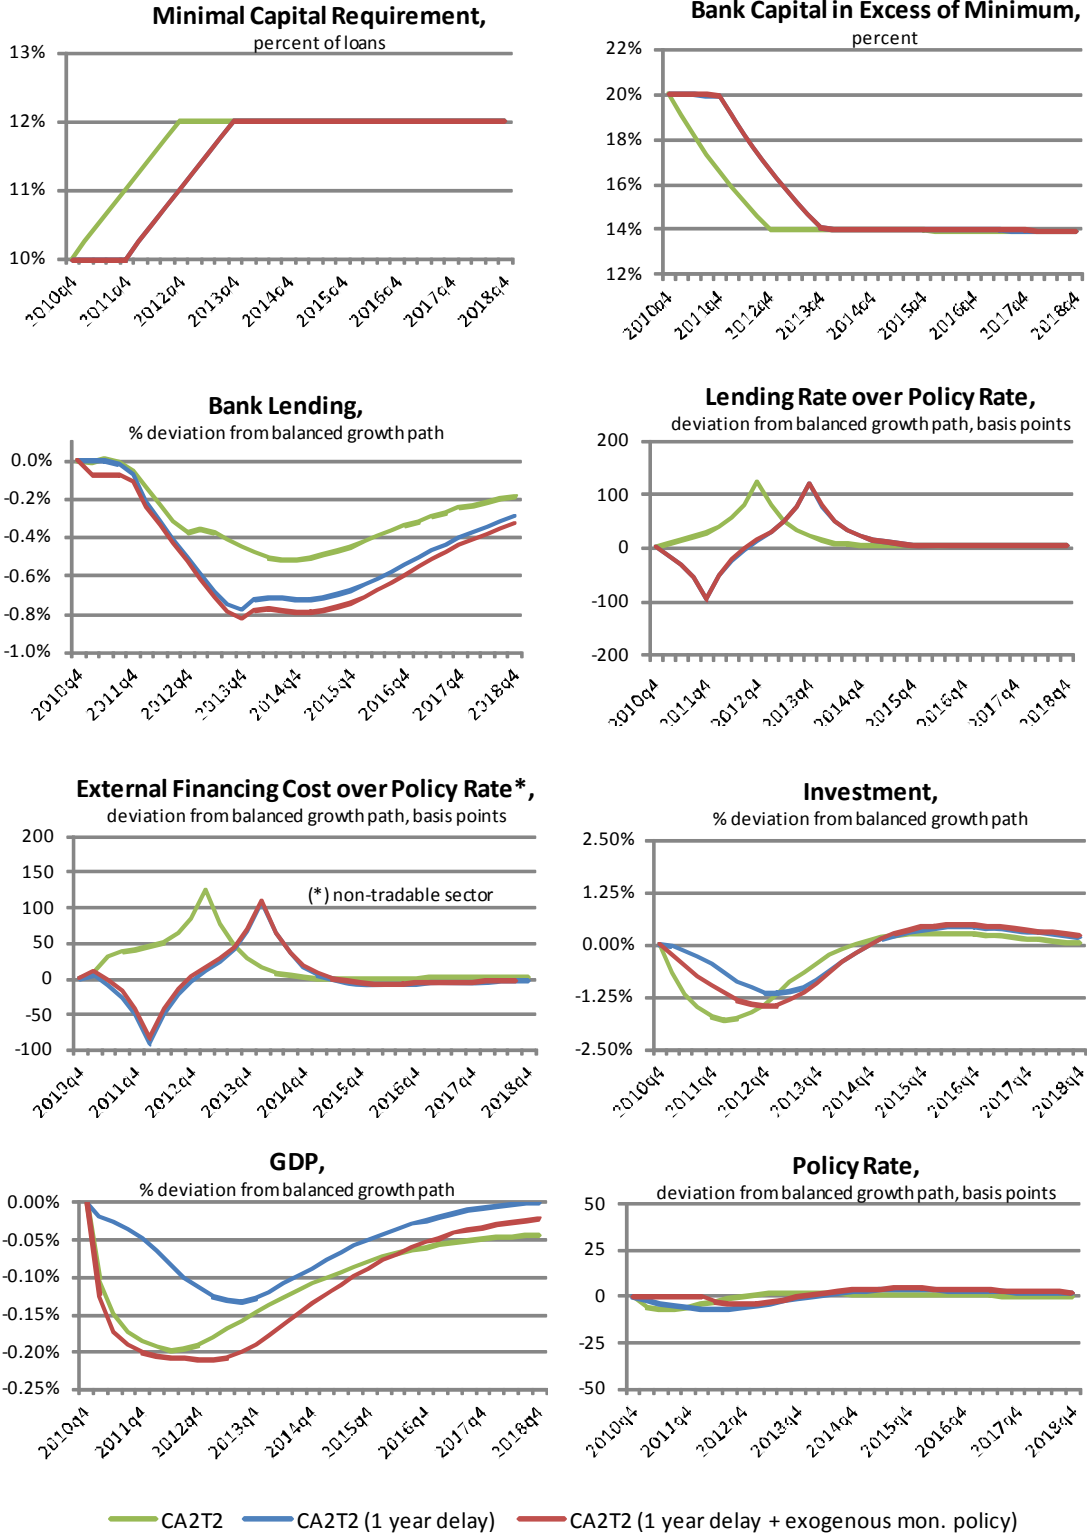 Minimal Capital Requirement,
percent of loans
13%
12%
11%
10%
2010q4
2011q4
2012q4
2013q4
2014q4
2015q4
2016q4
2017q4
2018q4
Bank Capital in Excess of Minimum,
percent
22%
20%
18%
16%
14%
12%
2010q4
2011q4
2012q4
2013q4
2014q4
2015q4
2016q4
2017q4
2018q4
Bank Lending,
% deviation from balanced growth path
0.0%
-0.2%
-0.4%
-0.6%
-0.8%
-1.0%
2010q4
2011q4
2012q4
2013q4
2014q4
2015q4
2016q4
2017q4
2018q4
Lending Rate over Policy Rate,
deviation from balanced growth path, basis points
200
100
0
-100
-200
2010q4
2011q4
2012q4
2013q4
2014q4
2015q4
2016q4
2017q4
2018q4
External Financing Cost over Policy Rate*,
deviation from balanced growth path, basis points
200
150
100
50
0
-50
-100
(*) non-tradable sector
2010q4
2011q4
2012q4
2013q4
2014q4
2015q4
2016q4
2017q4
2018q4
Investment,
% deviation from balanced growth path
2.50%
1.25%
0.00%
-1.25%
-2.50%
2010q4
2011q4
2012q4
2013q4
2014q4
2015q4
2016q4
2017q4
2018q4
GDP,
% deviation from balanced growth path
0.00%
-0.05%
-0.10%
-0.15%
-0.20%
-0.25%
2010q4
2011q4
2012q4
2013q4
2014q4
2015q4
2016q4
2017q4
2018q4
Policy Rate,
deviation from balanced growth path, basis points
50
25
0
-25
-50
2010q4
2011q4
2012q4
2013q4
2014q4
2015q4
2016q4
2017q4
2018q4
CA2T2
CA2T2 (1 year delay)
CA2T2 (1 year delay + exogenous mon. policy)